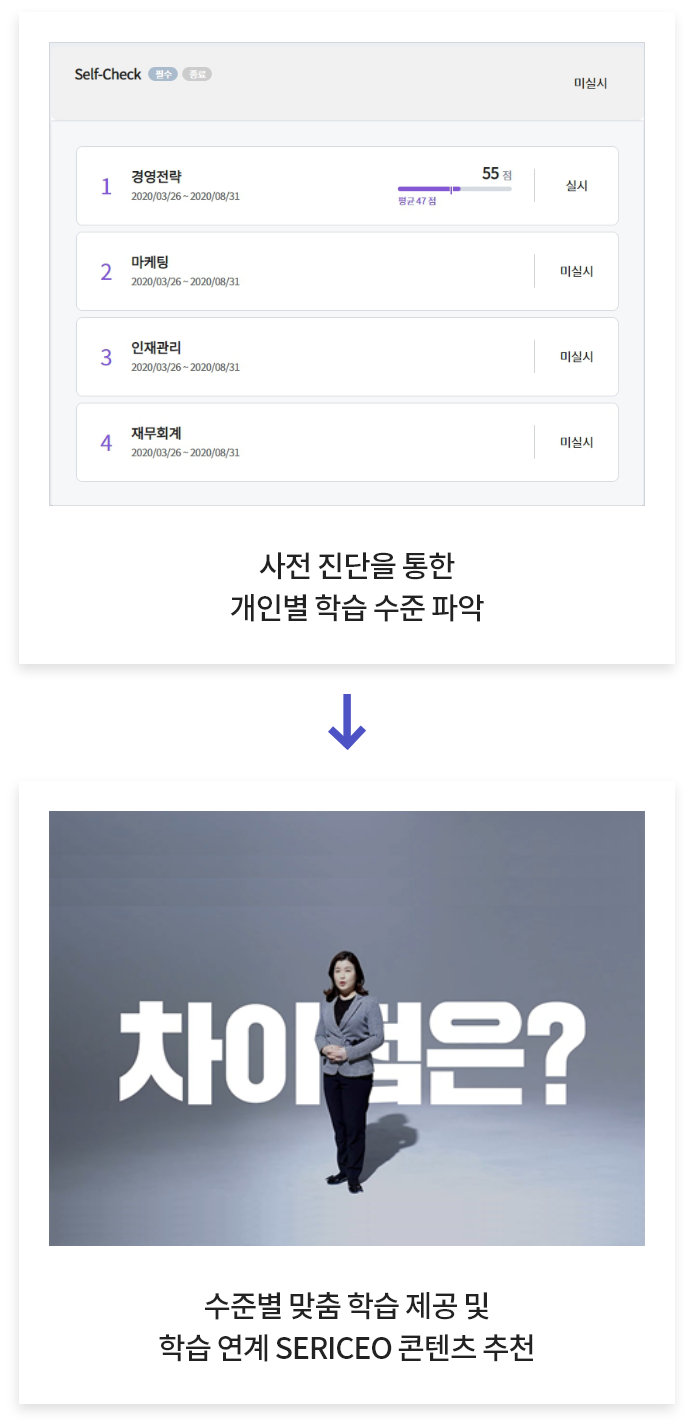 Self-Check 필수 종료
미실시
1 경영전략 55 점 실시
2020/03/26 ~ 2020/08/31 평균 47 점
2 마케팅 미실시
2020/03/26 ~ 2020/08/31
3 인재관리 미실시
2020/03/26 ~ 2020/08/31
4 재무회계 미실시
2020/03/26 ~ 2020/08/31
사전 진단을 통한
개인별 학습 수준 파악
차이점은?
수준별 맞춤 학습 제공 및
학습 연계 SERICEO 콘텐츠 추천